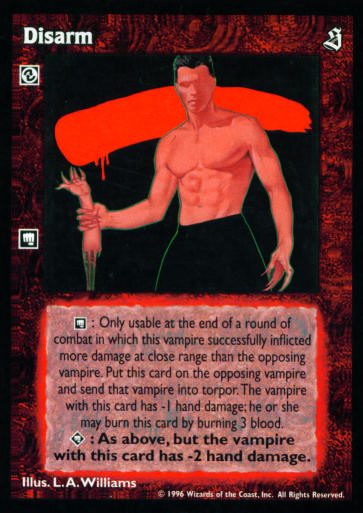 Disarm
: Only usable at the end of a round of
combat in which this vampire successfully inflicted
more damage at close range than the opposing
vampire. Put this card on the opposing vampire
and send that vampire into torpor. The vampire
with this card has -1 hand damage; he or she
may burn this card by burning 3 blood.
: As above, but the vampire
with this card has -2 hand damage.
Illus. L. A. Williams
© 1996 Wizards of the Coast, Inc. All Rights Reserved.